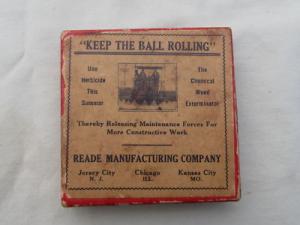 "KEEP THE BALL ROLLING"
Use
Herbicide
This
Summer
The
Chemical
Weed
Exterminator
Thereby Releasing Maintenance Forces For
More Constructive Work
READE MANUFACTURING COMPANY
Jersey City Chicago Kansas City
N. J. ILL. MO.